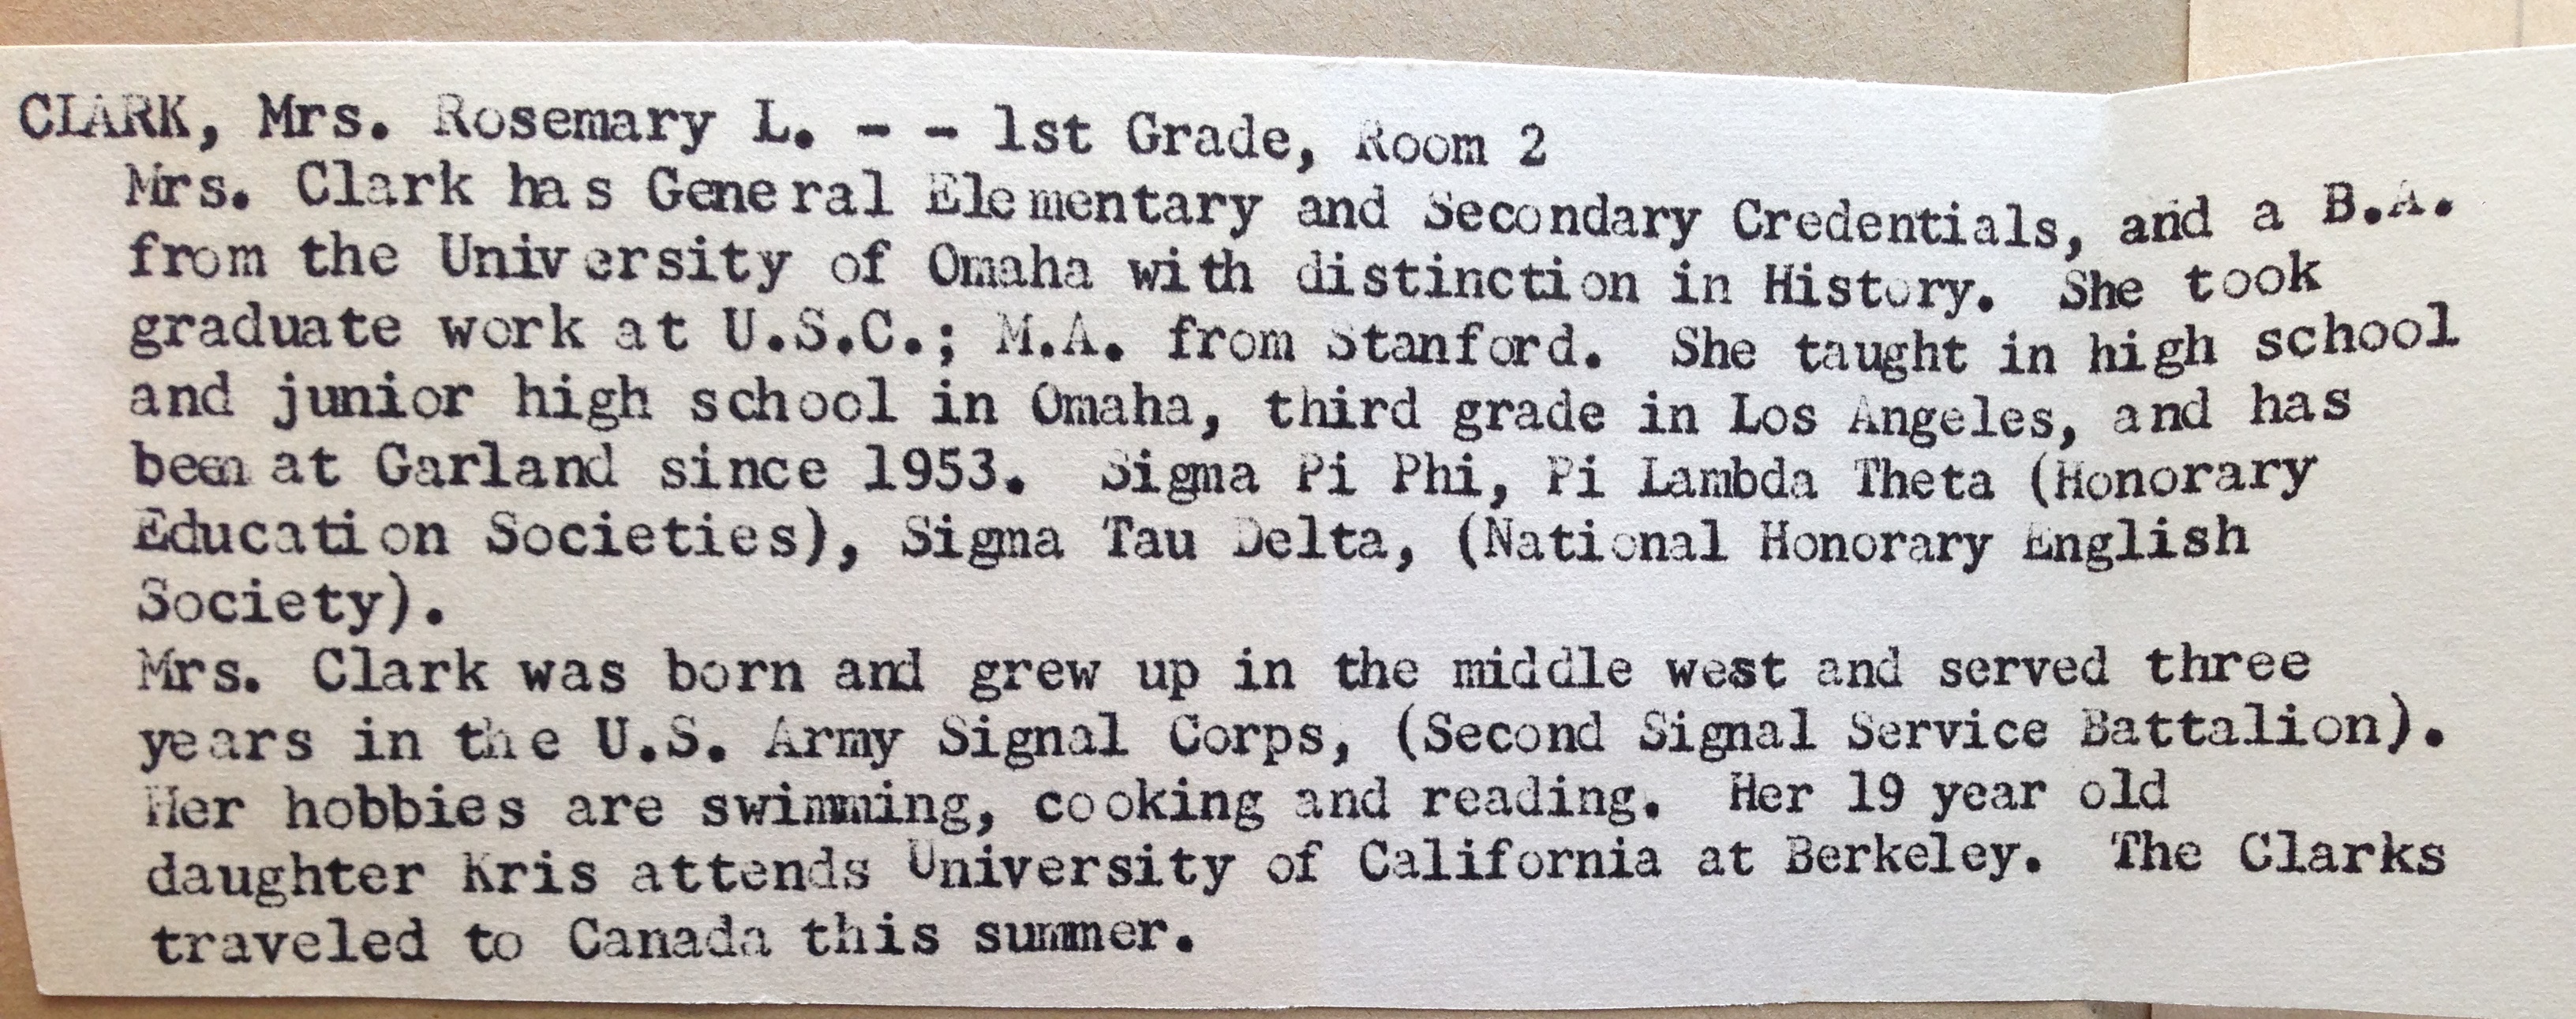 CLARK, Mrs. Rosemary L. - - 1st Grade, Room 2
Mrs. Clark has General Elementary and Secondary Credentials, and a B.A.
from the University of Omaha with distinction in History. She took
graduate work at U.S.C.; M.A. from Stanford. She taught in high school
and junior high school in Omaha, third grade in Los Angeles, and has
been at Garland since 1953. Sigma Pi Phi, Pi Lambda Theta (Honorary
Education Societies), Sigma Tau Delta, (National Honorary English
Society).
Mrs. Clark was born and grew up in the middle west and served three
years in the U.S. Army Signal Corps, (Second Signal Service Battalion).
Her hobbies are swimming, cooking and reading. Her 19 year old
daughter Kris attends University of California at Berkeley. The Clarks
traveled to Canada this summer.